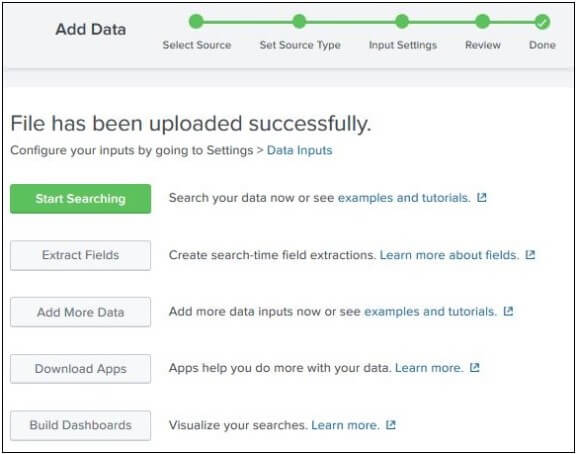 Add Data
Select Source Set Source Type Input Settings Review Done
File has been uploaded successfully.
Configure your inputs by going to Settings > Data Inputs
Start Searching Search your data now or see examples and tutorials.
Extract Fields Create search-time field extractions. Learn more about fields.
Add More Data Add more data inputs now or see examples and tutorials.
Download Apps Apps help you do more with your data. Learn more.
Build Dashboards Visualize your searches. Learn more.